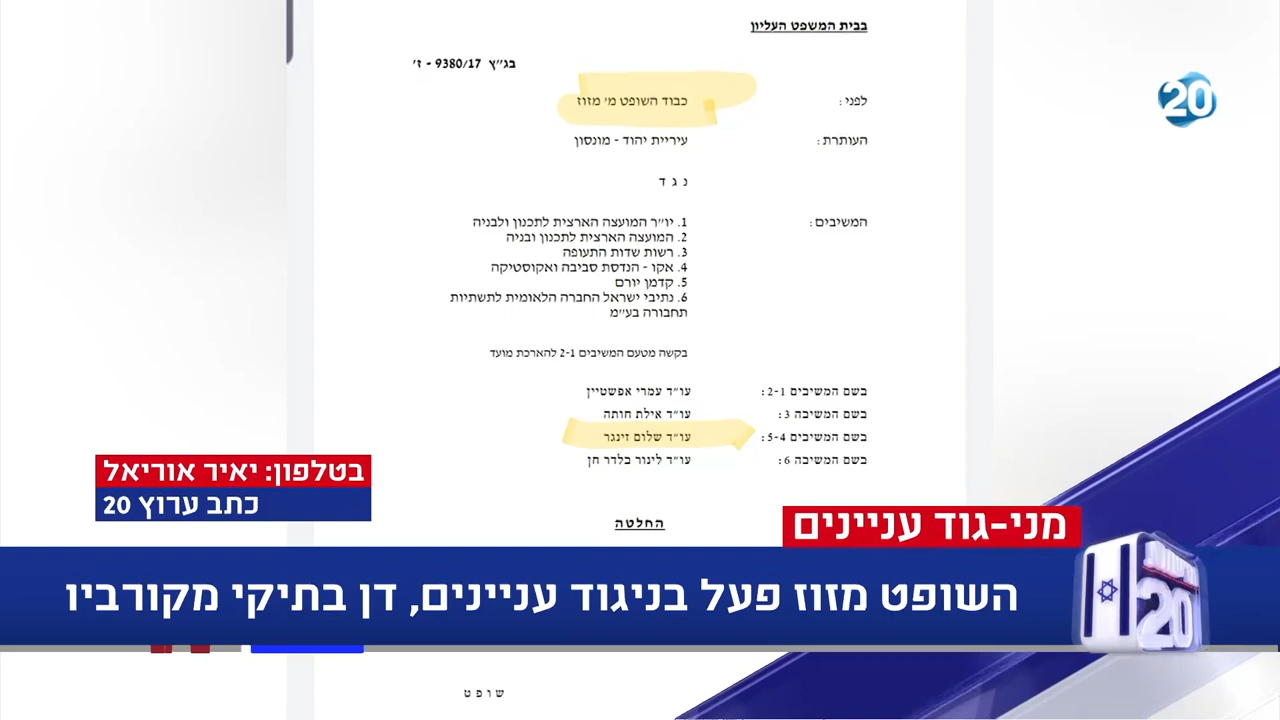 בבית המשפט העליון
בג״ץ 9380/17 - ז'
לפני: כבוד השופט מ' מזוז
העותרת: עיריית יהוד - מונסון
נ ג ד
המשיבים: 1. יו״ר המועצה הארצית לתכנון ולבניה
2. המועצה הארצית לתכנון ובניה
3. רשות שדות התעופה
4. אקו - הנדסת סביבה ואקוסטיקה
5. קדמן יורם
6. נתיבי ישראל החברה הלאומית לתשתיות
תחבורה בע״מ
בקשה מטעם המשיבים 2-1 להארכת מועד
בשם המשיבים 2-1: עו״ד עמרי אפשטיין
בשם המשיבה 3: עו״ד אילת חותה
בשם המשיבים 5-4: עו״ד שלום זינגר
בשם המשיבה 6: עו״ד לינור בלדר חן
החלטה
20
בטלפון: יאיר אוריאל
כתב ערוץ 20
מני-גוד עניינים
השופט מזוז פעל בניגוד עניינים, דן בתיקי מקורביו
20
שופט